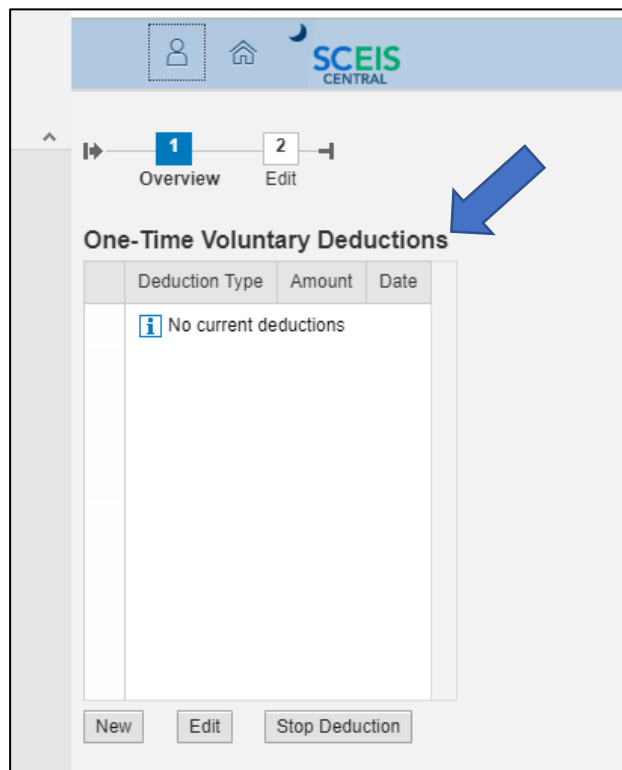 SCEIS
CENTRAL
1 2
Overview Edit
One-Time Voluntary Deductions
Deduction Type Amount Date
i No current deductions
New Edit Stop Deduction